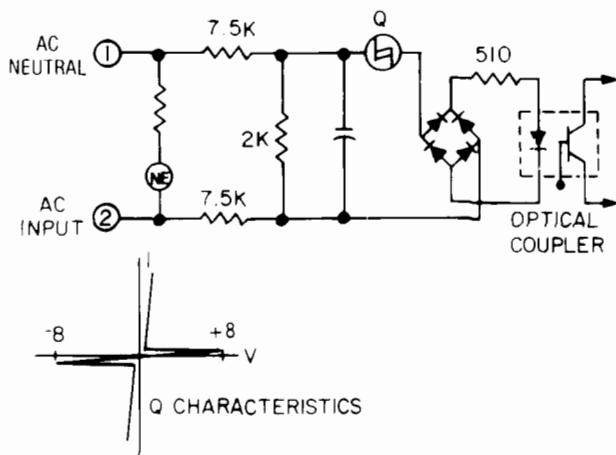 AC
NEUTRAL
1
7.5K
Q
510
2K
NE
AC
INPUT
2
7.5K
OPTICAL
COUPLER
I
-8
+8
V
Q CHARACTERISTICS